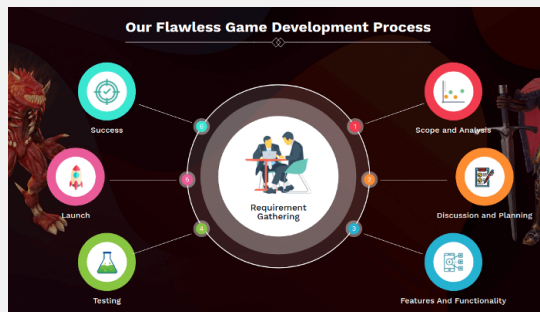 Our Flawless Game Development Process
6
Success
1
Scope and Analysis
5
Launch
Requirement
Gathering
2
Discussion and Planning
4
Testing
3
Features And Functionality